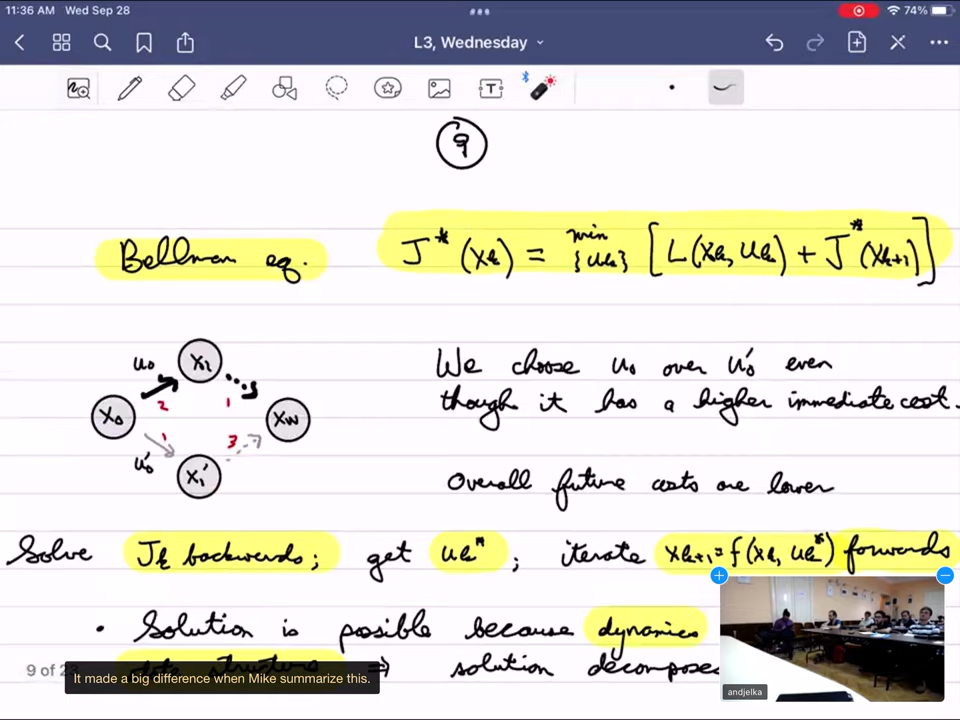 11:36 AM Wed Sep 28
74%
L3, Wednesday
9
Bellman eq. J*(xk) = min {uk} [L(xk, uk) + J*(xk+1)]
u0 x1
2 1
x0 xN
1 3
u0' x1'
We choose u0 over u0' even
though it has a higher immediate cost.
Overall future costs are lower
Solve Jk backwards; get uk*; iterate xk+1 = f(xk, uk*) forwards
• Solution is possible because dynamics
⇒ solution
9 of
It made a big difference when Mike summarize this.
andjelka